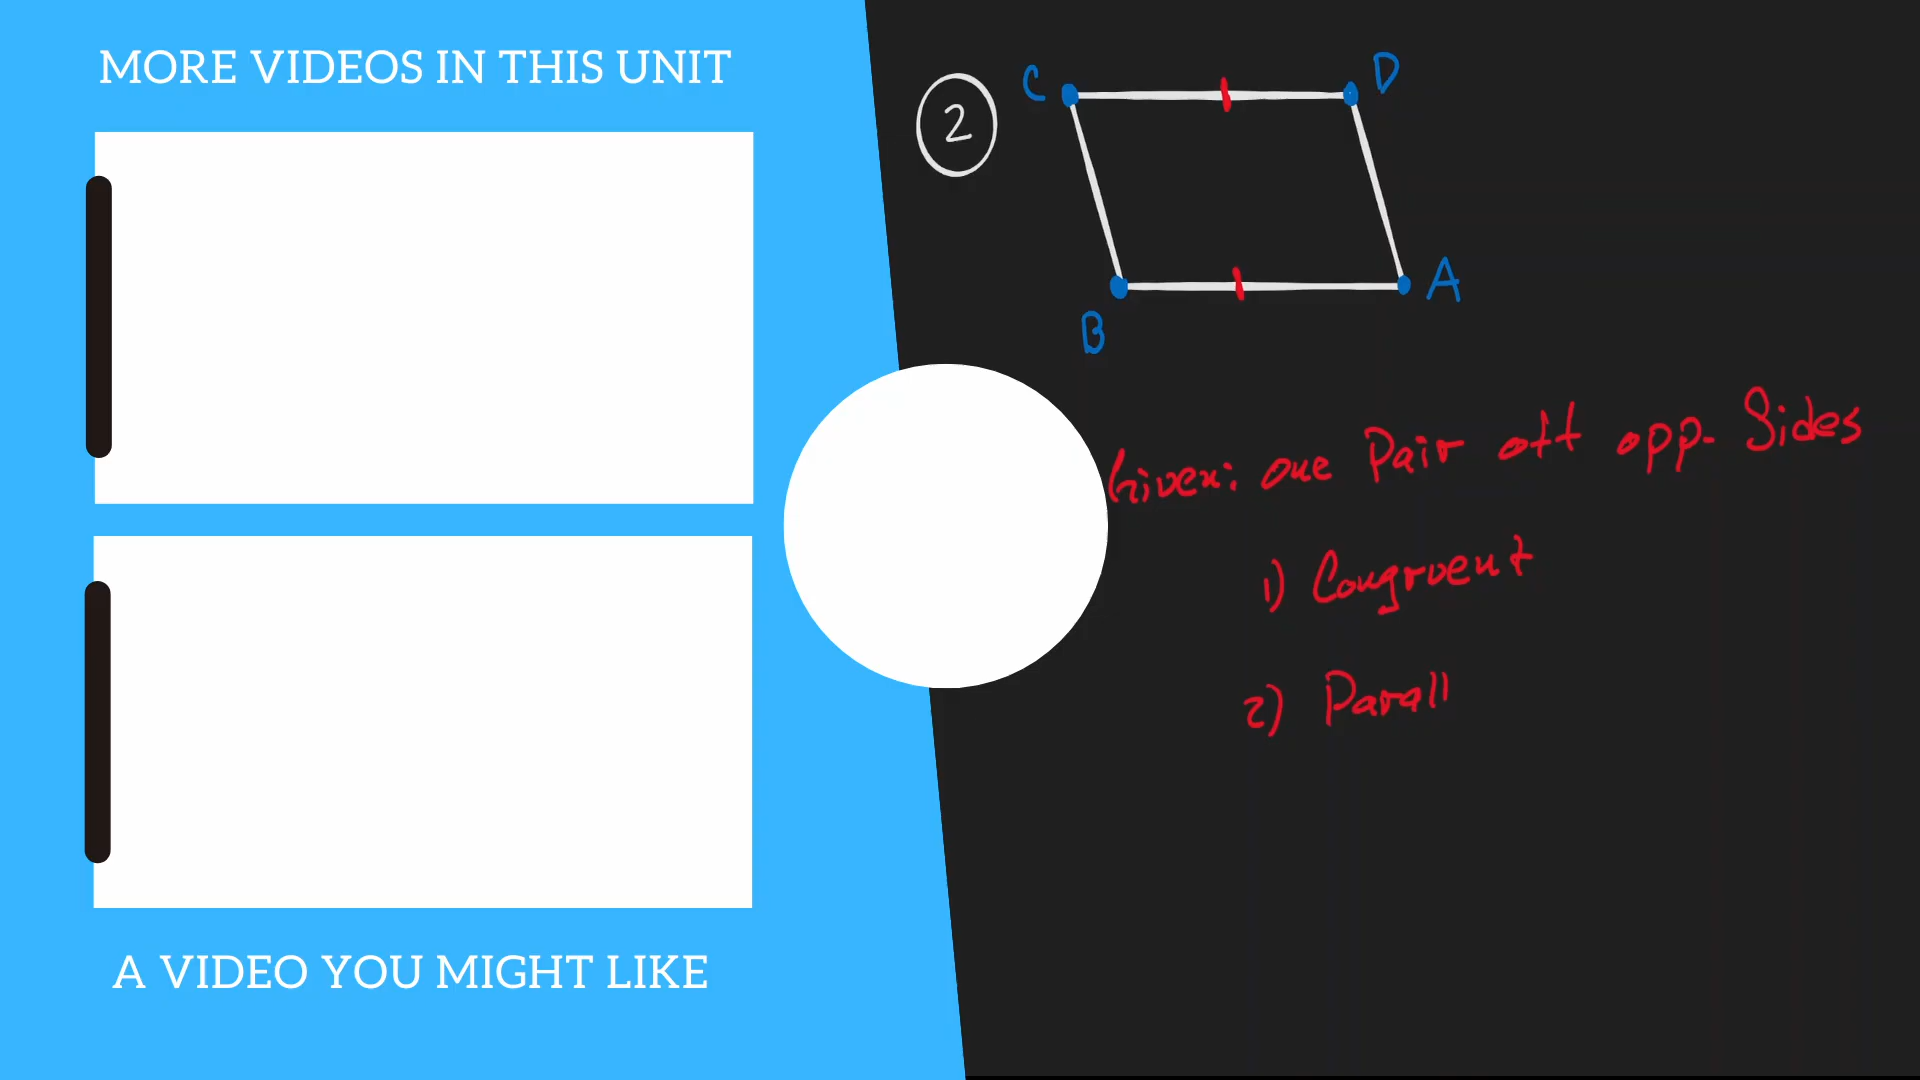 MORE VIDEOS IN THIS UNIT
A VIDEO YOU MIGHT LIKE
2
C
D
B
A
Given: one Pair off opp. Sides
1) Congruent
2) Parall